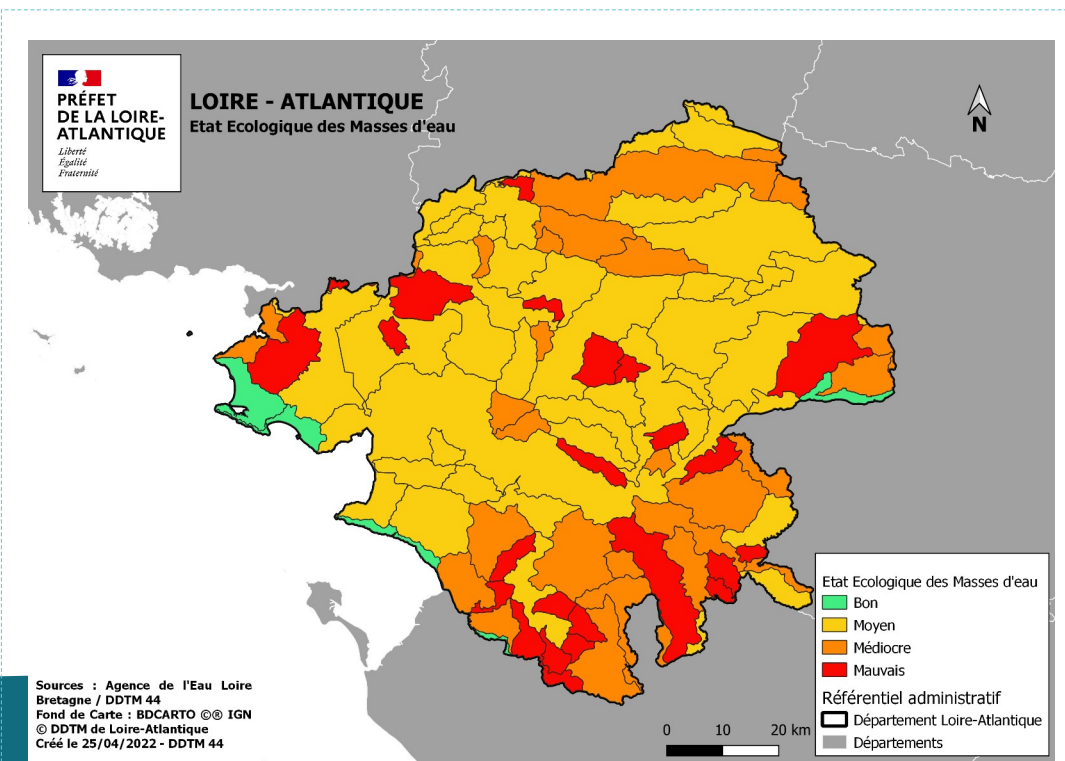 PRÉFET
DE LA LOIRE-
ATLANTIQUE
Liberté
Égalité
Fraternité
LOIRE - ATLANTIQUE
Etat Ecologique des Masses d'eau
N
Etat Ecologique des Masses d'eau
Bon
Moyen
Médiocre
Mauvais
Référentiel administratif
Département Loire-Atlantique
Départements
0 10 20 km
Sources : Agence de l'Eau Loire
Bretagne / DDTM 44
Fond de Carte : BDCARTO ©® IGN
© DDTM de Loire-Atlantique
Créé le 25/04/2022 - DDTM 44